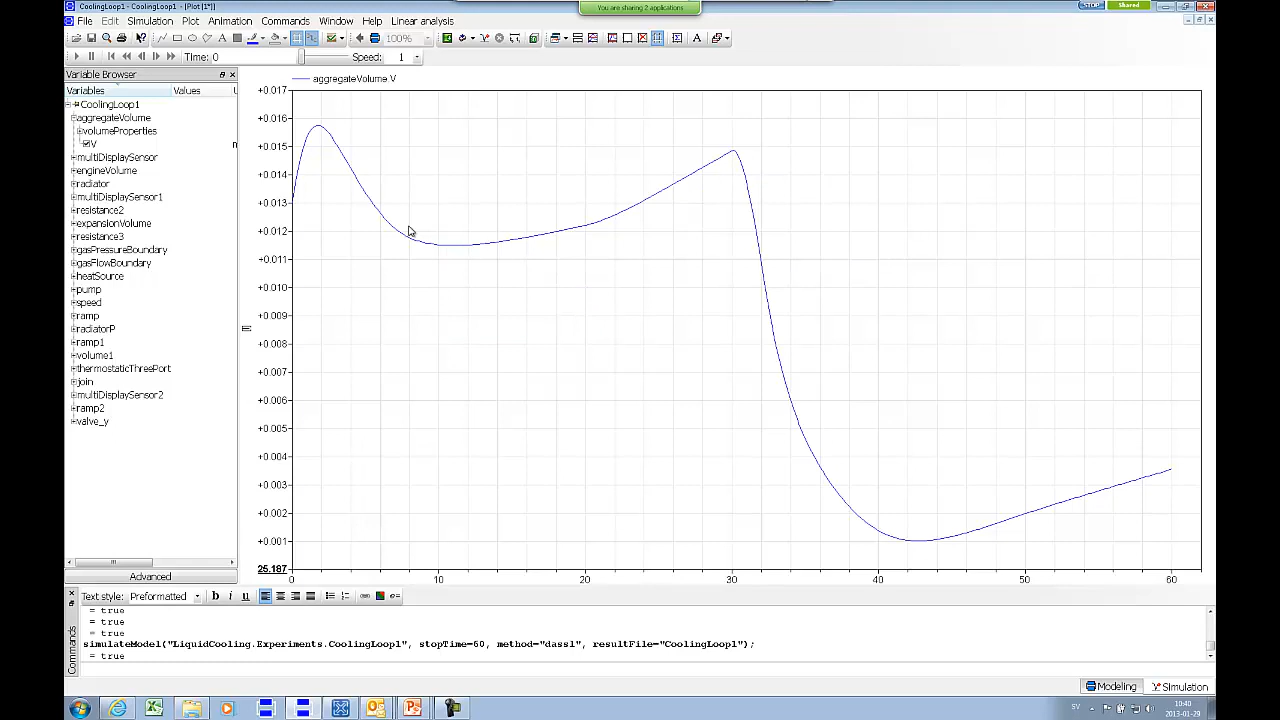 CoolingLoop1 - CoolingLoop1 - [Plot [1*]]
You are sharing 2 applications
STOP
Shared
File Edit Simulation Plot Animation Commands Window Help Linear analysis
100%
Time: 0 Speed: 1
Variable Browser
Variables Values U
CoolingLoop1
aggregateVolume
volumeProperties
V
multiDisplaySensor
engineVolume
radiator
multiDisplaySensor1
resistance2
expansionVolume
resistance3
gasPressureBoundary
gasFlowBoundary
heatSource
pump
speed
ramp
radiatorP
ramp1
volume1
thermostaticThreePort
join
multiDisplaySensor2
ramp2
valve_y
Advanced
aggregateVolume.V
+0.017
+0.016
+0.015
+0.014
+0.013
+0.012
+0.011
+0.010
+0.009
+0.008
+0.007
+0.006
+0.005
+0.004
+0.003
+0.002
+0.001
25.187
0 10 20 30 40 50 60
Text style: Preformatted B I U
Commands
= true
= true
= true
simulateModel("LiquidCooling.Experiments.CoolingLoop1", stopTime=60, method="dassl", resultFile="CoolingLoop1");
= true
Modeling Simulation
SV
10:40
2013-01-29